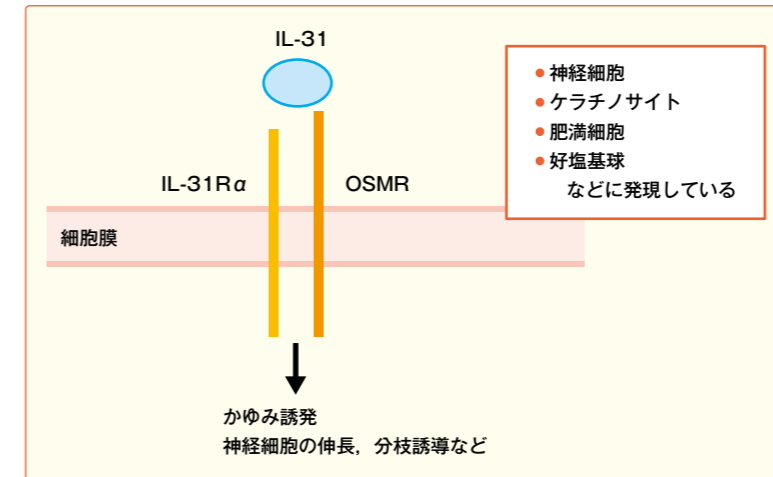 IL-31
● 神経細胞
● ケラチノサイト
● 肥満細胞
● 好塩基球
などに発現している
IL-31Rα
OSMR
細胞膜
かゆみ誘発
神経細胞の伸長，分枝誘導など